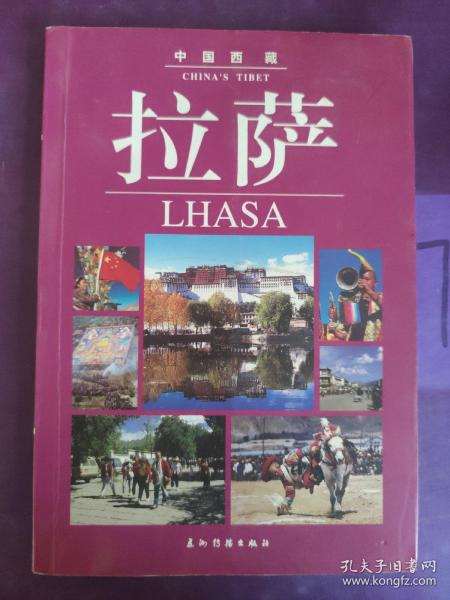 中国西藏
CHINA'S TIBET
拉萨
LHASA
五洲传播出版社
孔夫子旧书网
www.kongfz.com